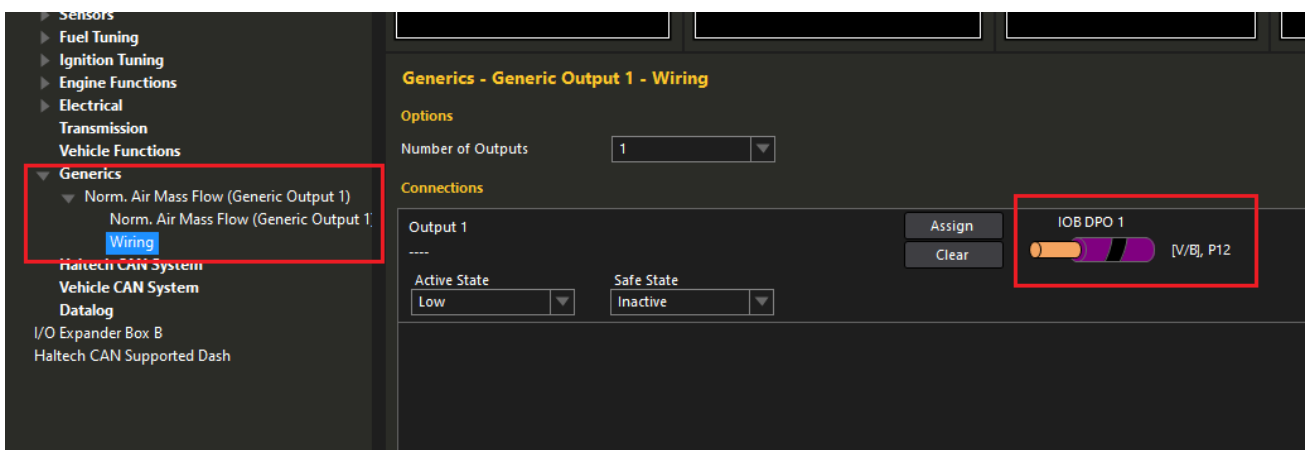 Sensors
Fuel Tuning
Ignition Tuning
Engine Functions
Electrical
Transmission
Vehicle Functions
Generics
Norm. Air Mass Flow (Generic Output 1)
Norm. Air Mass Flow (Generic Output 1)
Wiring
Haltech CAN System
Vehicle CAN System
Datalog
I/O Expander Box B
Haltech CAN Supported Dash
Generics - Generic Output 1 - Wiring
Options
Number of Outputs 1
Connections
Output 1 Assign IOB DPO 1
---- Clear [V/B], P12
Active State Safe State
Low Inactive